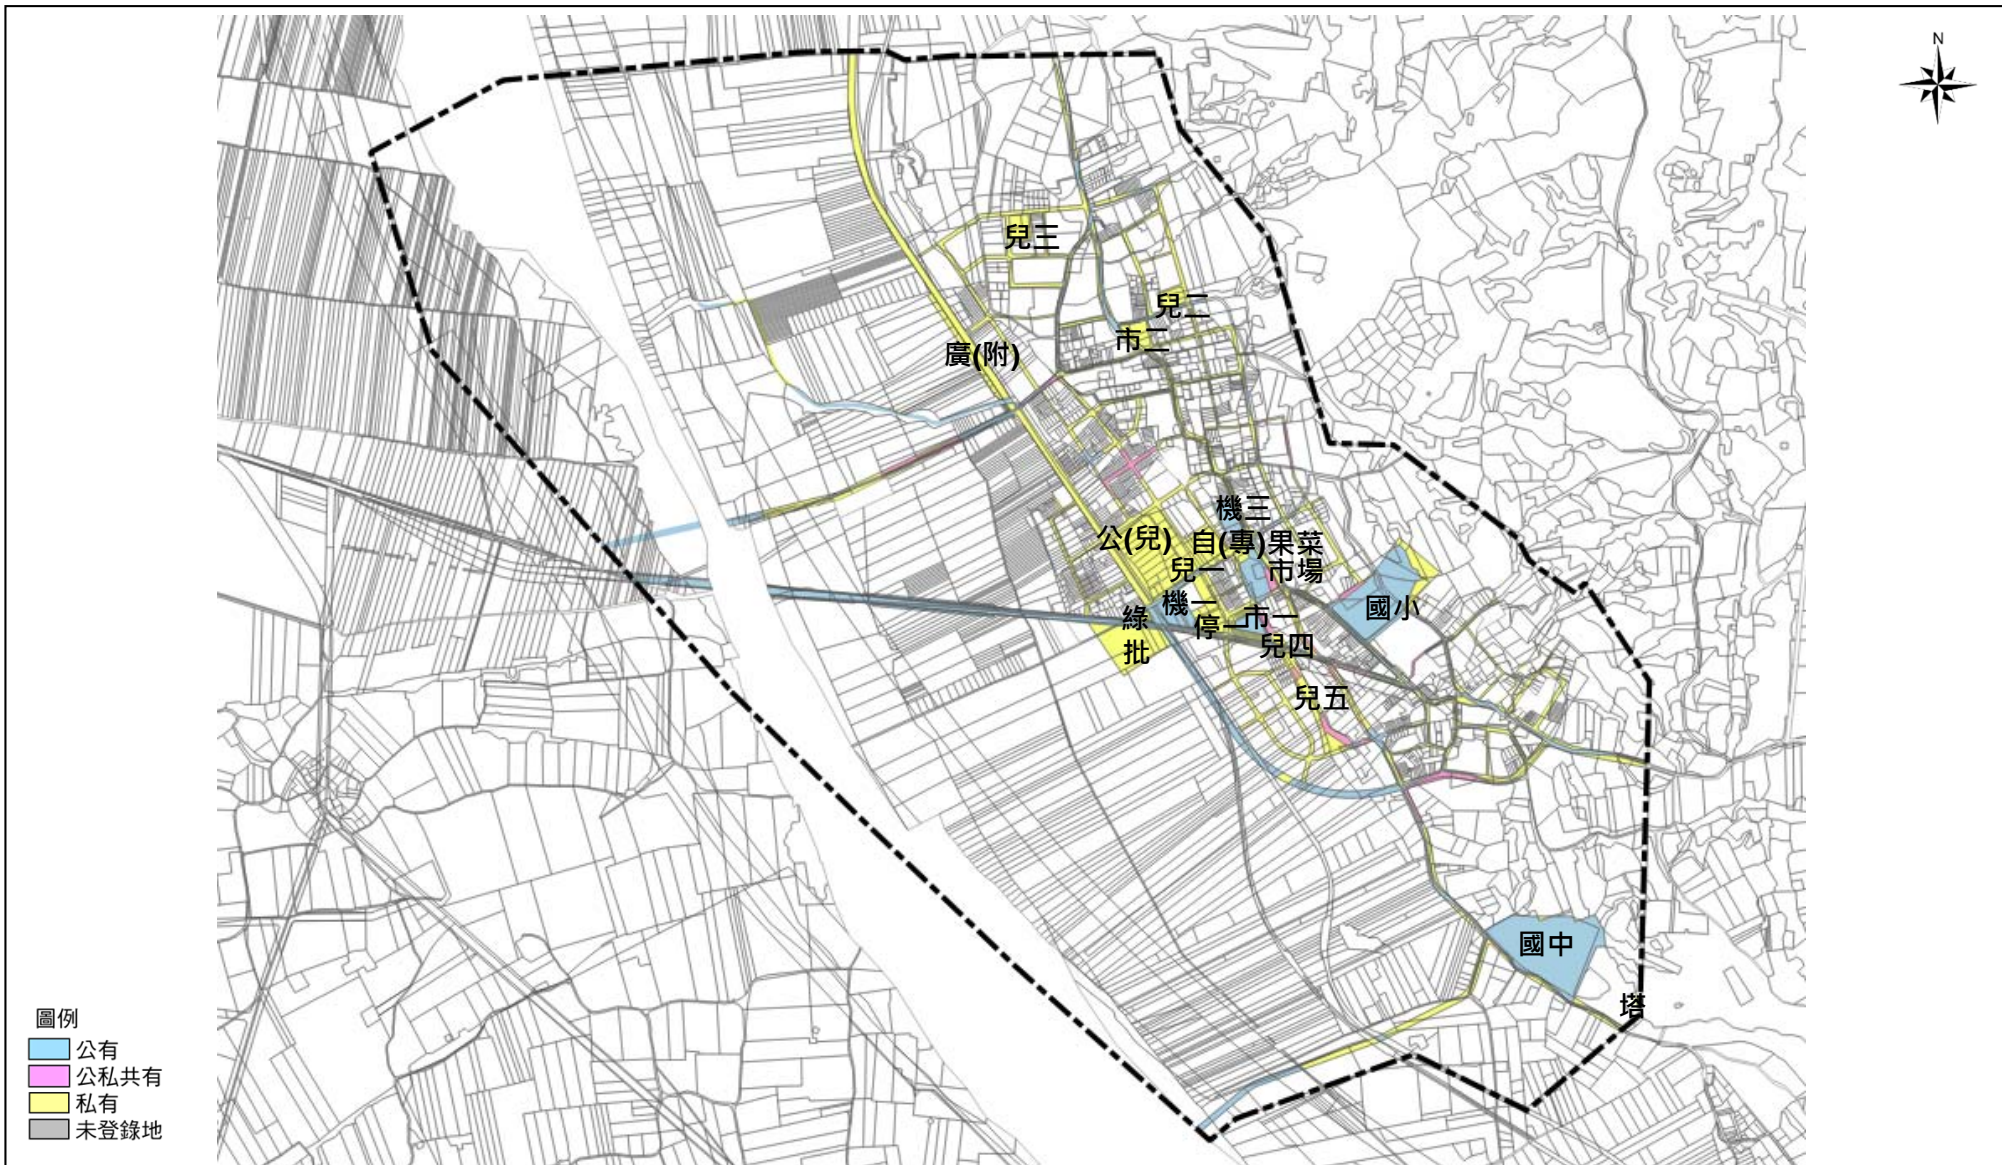 N
兒三
兒二
市二
廣(附)
機三
公(兒)
自(專)
果菜
市場
兒一
機一
國小
綠
停一
市一
兒四
批
兒五
國中
塔
圖例
公有
公私共有
私有
未登錄地